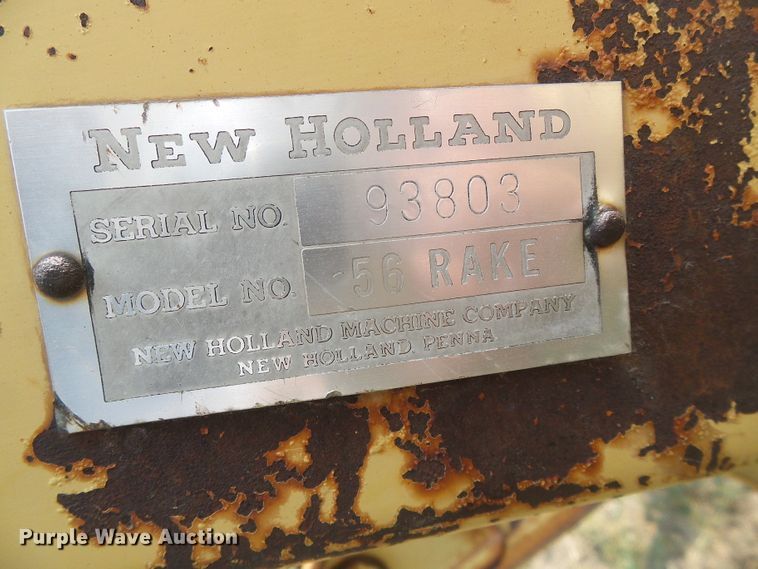 NEW HOLLAND
SERIAL NO. 93803
MODEL NO. -56 RAKE
NEW HOLLAND MACHINE COMPANY
NEW HOLLAND, PENNA
Purple Wave Auction